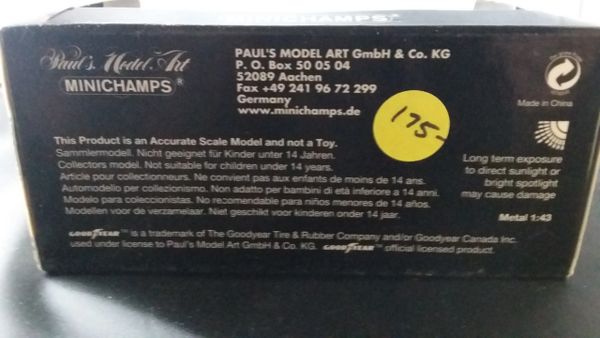 MINICHAMPS®
Paul's Model Art
MINICHAMPS®
PAUL'S MODEL ART GmbH & Co. KG
P. O. Box 50 05 04
52089 Aachen
Fax +49 241 96 72 299
Germany
www.minichamps.de
175-
Made in China
This Product is an Accurate Scale Model and not a Toy.
Sammlermodell. Nicht geeignet für Kinder unter 14 Jahren.
Collectors model. Not suitable for children under 14 years.
Article pour collectionneurs. Ne convient pas aux enfants de moins de 14 ans.
Automodello per collezionismo. Non adatto per bambini di età inferiore a 14 anni.
Modelo para coleccionistas. No recomendable para niños menores de 14 años.
Modellen voor de verzamelaar. Niet geschikt voor kinderen onder 14 jaar.
Long term exposure
to direct sunlight or
bright spotlight
may cause damage
Metal 1:43
GOODYEAR™ is a trademark of The Goodyear Tire & Rubber Company and/or Goodyear Canada Inc.
used under license to Paul's Model Art GmbH & Co. KG. GOODYEAR™ official licensed product.